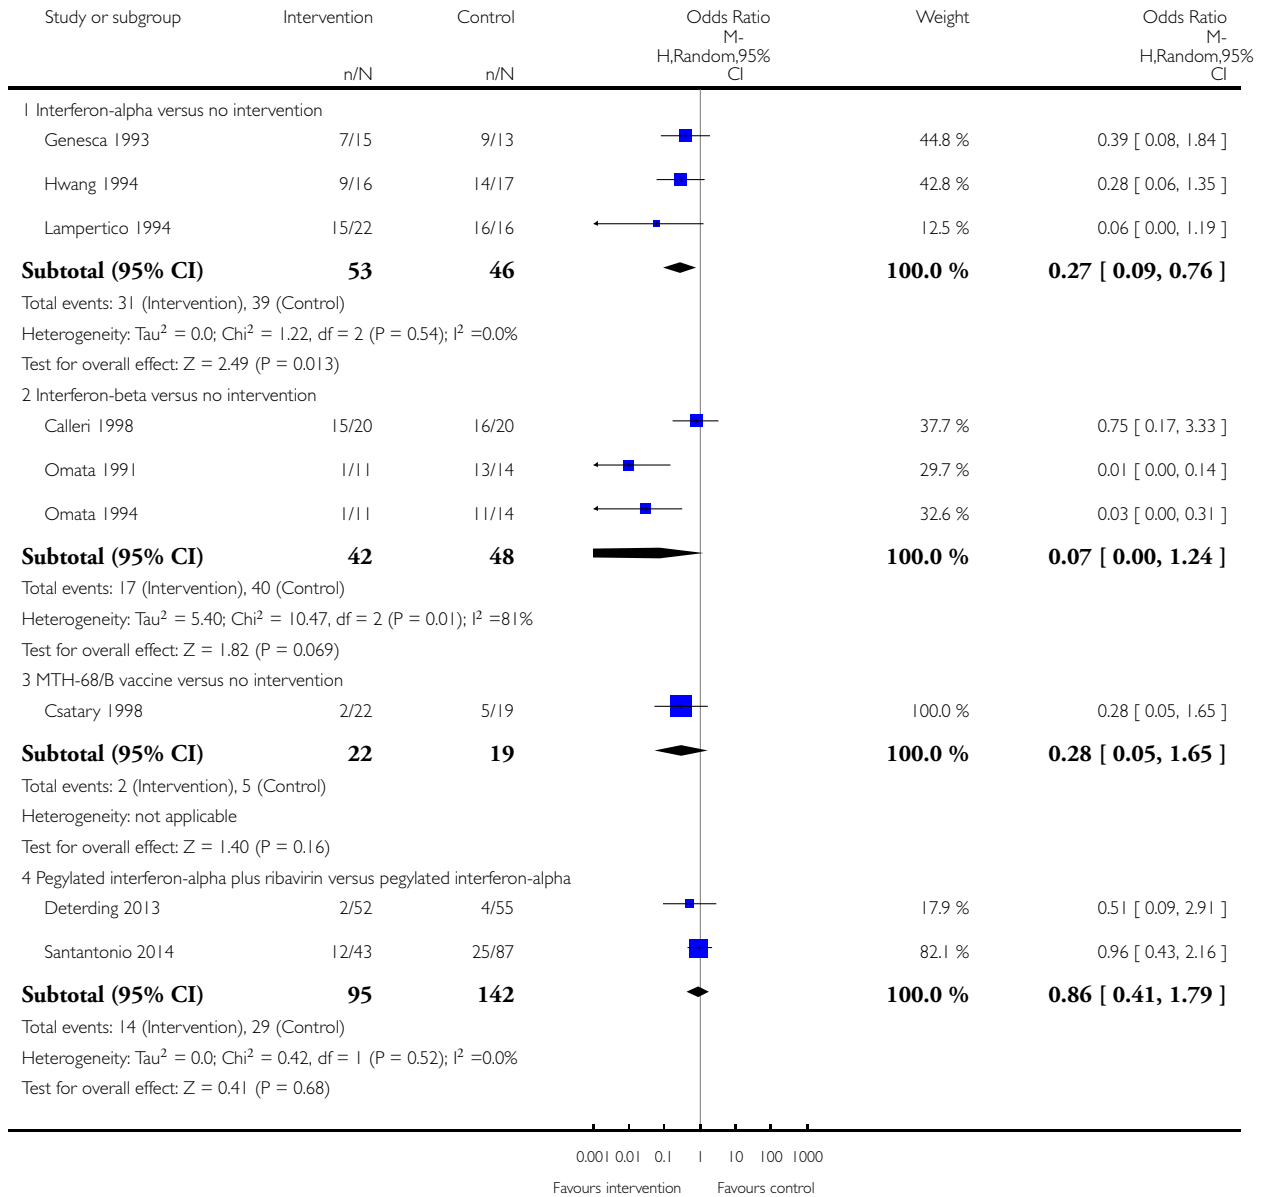 Study or subgroup Intervention Control Odds Ratio Weight Odds Ratio
M- M-
H,Random,95% H,Random,95%
n/N n/N CI CI
1 Interferon-alpha versus no intervention
Genesca 1993 7/15 9/13 44.8 % 0.39 [ 0.08, 1.84 ]
Hwang 1994 9/16 14/17 42.8 % 0.28 [ 0.06, 1.35 ]
Lampertico 1994 15/22 16/16 12.5 % 0.06 [ 0.00, 1.19 ]
Subtotal (95% CI) 53 46 100.0 % 0.27 [ 0.09, 0.76 ]
Total events: 31 (Intervention), 39 (Control)
Heterogeneity: Tau² = 0.0; Chi² = 1.22, df = 2 (P = 0.54); I² =0.0%
Test for overall effect: Z = 2.49 (P = 0.013)
2 Interferon-beta versus no intervention
Calleri 1998 15/20 16/20 37.7 % 0.75 [ 0.17, 3.33 ]
Omata 1991 1/11 13/14 29.7 % 0.01 [ 0.00, 0.14 ]
Omata 1994 1/11 11/14 32.6 % 0.03 [ 0.00, 0.31 ]
Subtotal (95% CI) 42 48 100.0 % 0.07 [ 0.00, 1.24 ]
Total events: 17 (Intervention), 40 (Control)
Heterogeneity: Tau² = 5.40; Chi² = 10.47, df = 2 (P = 0.01); I² =81%
Test for overall effect: Z = 1.82 (P = 0.069)
3 MTH-68/B vaccine versus no intervention
Csatary 1998 2/22 5/19 100.0 % 0.28 [ 0.05, 1.65 ]
Subtotal (95% CI) 22 19 100.0 % 0.28 [ 0.05, 1.65 ]
Total events: 2 (Intervention), 5 (Control)
Heterogeneity: not applicable
Test for overall effect: Z = 1.40 (P = 0.16)
4 Pegylated interferon-alpha plus ribavirin versus pegylated interferon-alpha
Deterding 2013 2/52 4/55 17.9 % 0.51 [ 0.09, 2.91 ]
Santantonio 2014 12/43 25/87 82.1 % 0.96 [ 0.43, 2.16 ]
Subtotal (95% CI) 95 142 100.0 % 0.86 [ 0.41, 1.79 ]
Total events: 14 (Intervention), 29 (Control)
Heterogeneity: Tau² = 0.0; Chi² = 0.42, df = 1 (P = 0.52); I² =0.0%
Test for overall effect: Z = 0.41 (P = 0.68)
0.001 0.01 0.1 1 10 100 1000
Favours intervention Favours control